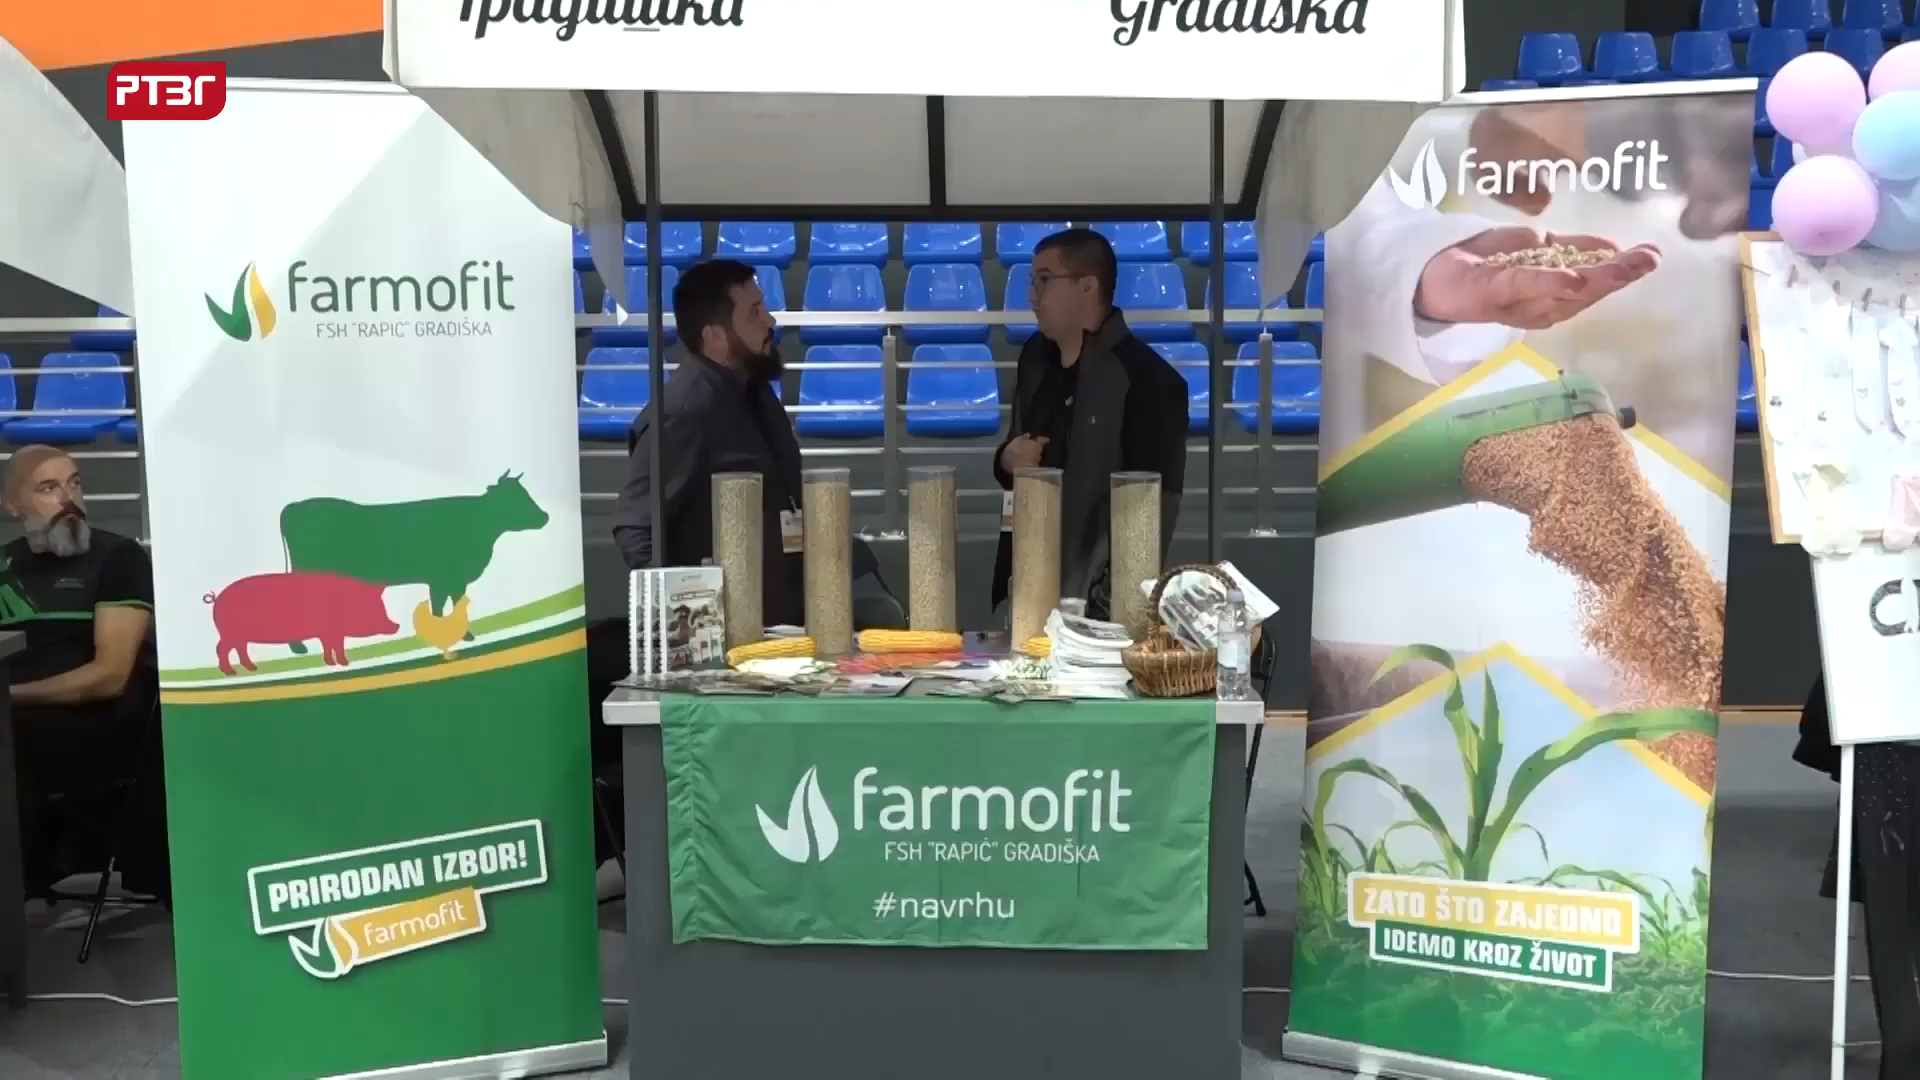 Градишка
Gradiška
РТВГ
farmofit
FSH "RAPIĆ" GRADIŠKA
PRIRODAN IZBOR!
farmofit
farmofit
FSH "RAPIĆ" GRADIŠKA
#navrhu
farmofit
ZATO ŠTO ZAJEDNO
IDEMO KROZ ŽIVOT